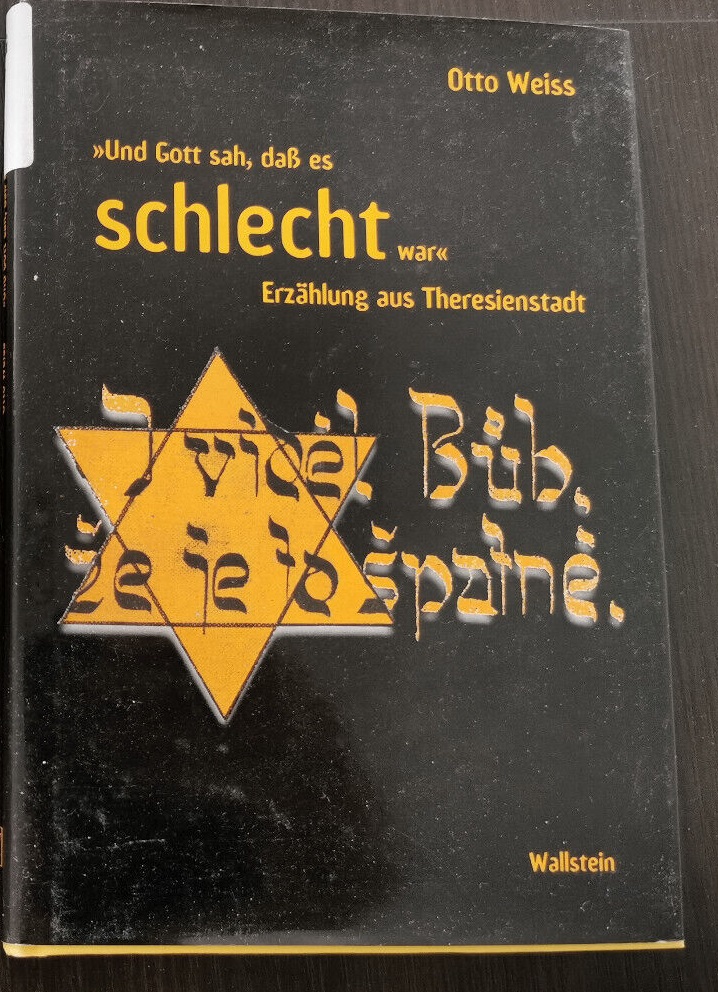 Otto Weiss
»Und Gott sah, daß es
schlecht war«
Erzählung aus Theresienstadt
I viděl Bůh,
že je to špatné.
Wallstein